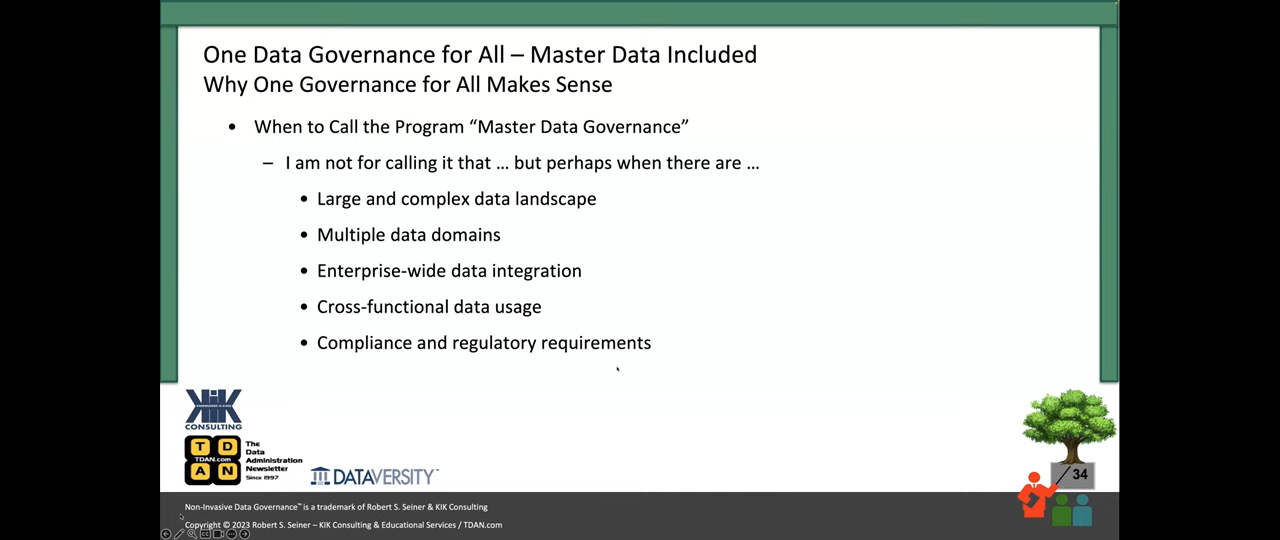 One Data Governance for All – Master Data Included
Why One Governance for All Makes Sense
• When to Call the Program “Master Data Governance”
– I am not for calling it that … but perhaps when there are …
• Large and complex data landscape
• Multiple data domains
• Enterprise-wide data integration
• Cross-functional data usage
• Compliance and regulatory requirements
KIK
CONSULTING
T D
TDAN.com
A N
The
Data
Administration
Newsletter
Since 1997
DATAVERSITY
34
Non-Invasive Data Governance™ is a trademark of Robert S. Seiner & KIK Consulting
Copyright © 2023 Robert S. Seiner – KIK Consulting & Educational Services / TDAN.com